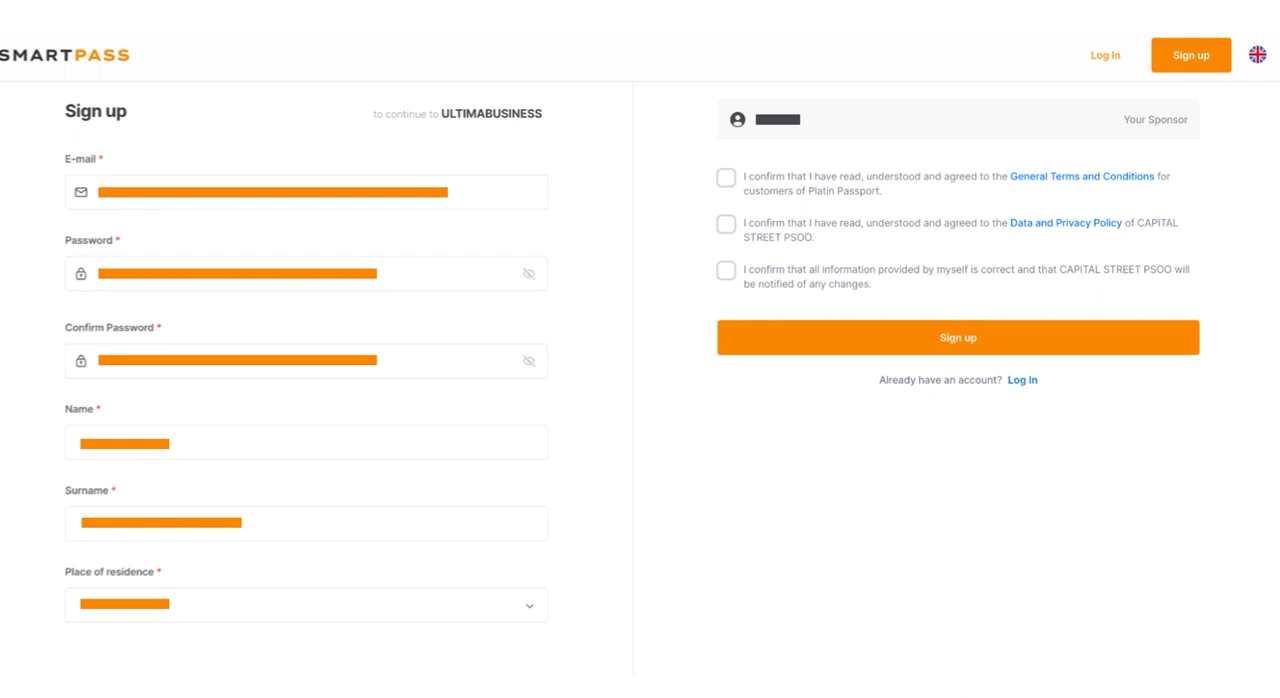 SMARTPASS
Log In
Sign up
Sign up
to continue to ULTIMABUSINESS
E-mail *
Password *
Confirm Password *
Name *
Surname *
Place of residence *
Your Sponsor
I confirm that I have read, understood and agreed to the General Terms and Conditions for
customers of Platin Passport.
I confirm that I have read, understood and agreed to the Data and Privacy Policy of CAPITAL
STREET PSOO.
I confirm that all information provided by myself is correct and that CAPITAL STREET PSOO will
be notified of any changes.
Sign up
Already have an account? Log In